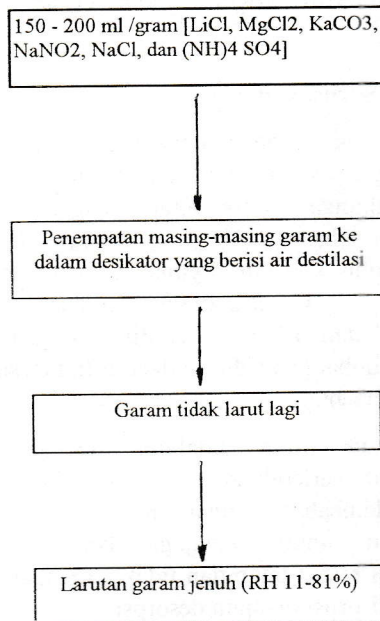 150 - 200 ml /gram [LiCl, MgCl2, KaCO3,
NaNO2, NaCl, dan (NH)4 SO4]
Penempatan masing-masing garam ke
dalam desikator yang berisi air destilasi
Garam tidak larut lagi
Larutan garam jenuh (RH 11-81%)